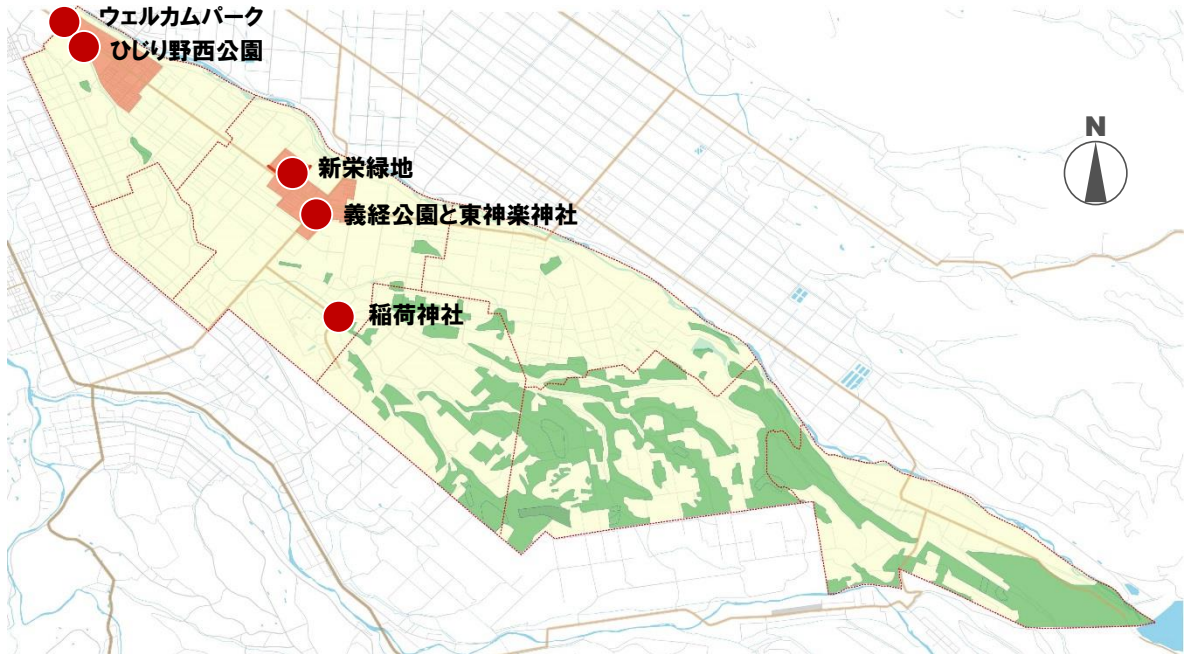 ウェルカムパーク
ひじり野西公園
N
新栄緑地
義経公園と東神楽神社
稲荷神社